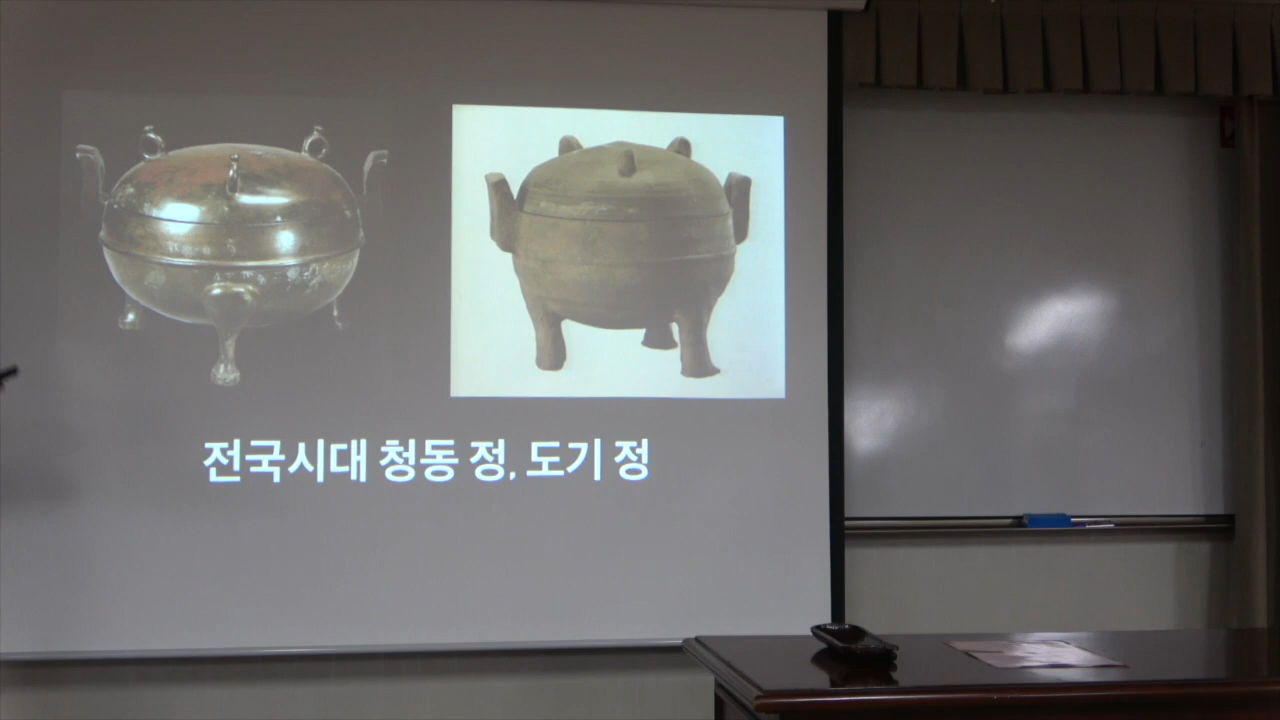 전국시대 청동 정, 도기 정